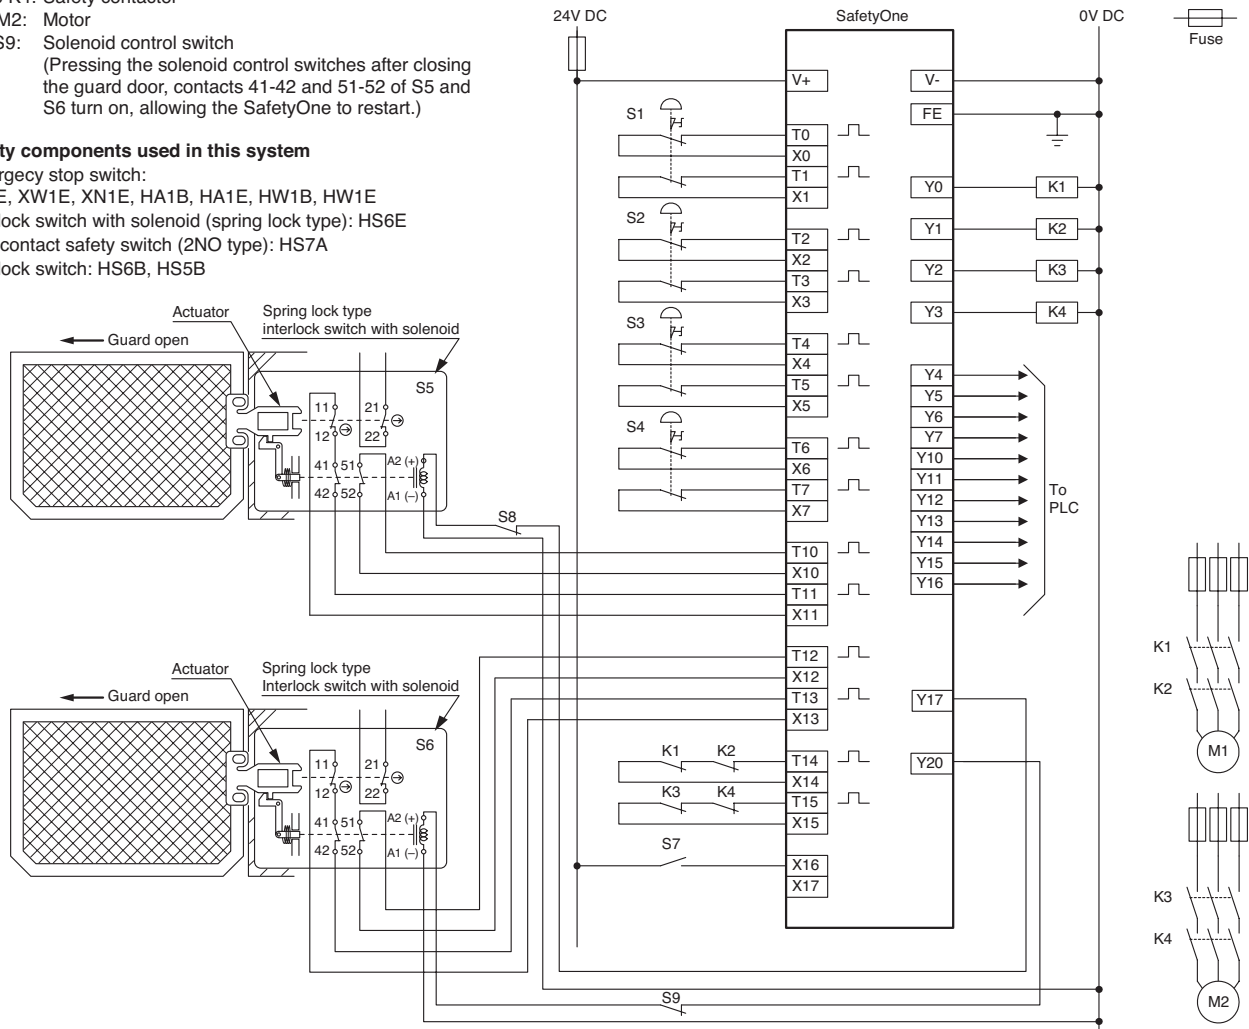 K1: Safety contactor
M2: Motor
S9: Solenoid control switch
(Pressing the solenoid control switches after closing
the guard door, contacts 41-42 and 51-52 of S5 and
S6 turn on, allowing the SafetyOne to restart.)
ty components used in this system
rgecy stop switch:
E, XW1E, XN1E, HA1B, HA1E, HW1B, HW1E
lock switch with solenoid (spring lock type): HS6E
contact safety switch (2NO type): HS7A
lock switch: HS6B, HS5B
24V DC
SafetyOne
0V DC
Fuse
V+
V-
FE
S1
T0
X0
T1
X1
Y0
K1
S2
T2
X2
T3
X3
Y1
K2
Y2
K3
Y3
K4
S3
T4
X4
T5
X5
S4
T6
X6
T7
X7
Y4
Y5
Y6
Y7
Y10
Y11
Y12
Y13
Y14
Y15
Y16
To
PLC
Actuator
Spring lock type
interlock switch with solenoid
Guard open
S5
11
21
12
22
41
51
A2 (+)
42
52
A1 (–)
S8
T10
X10
T11
X11
T12
X12
T13
X13
Y17
Actuator
Spring lock type
Interlock switch with solenoid
Guard open
S6
11
21
12
22
41
51
A2 (+)
42
52
A1 (–)
K1
K2
T14
X14
K3
K4
T15
X15
Y20
S7
X16
X17
S9
K1
K2
M1
K3
K4
M2